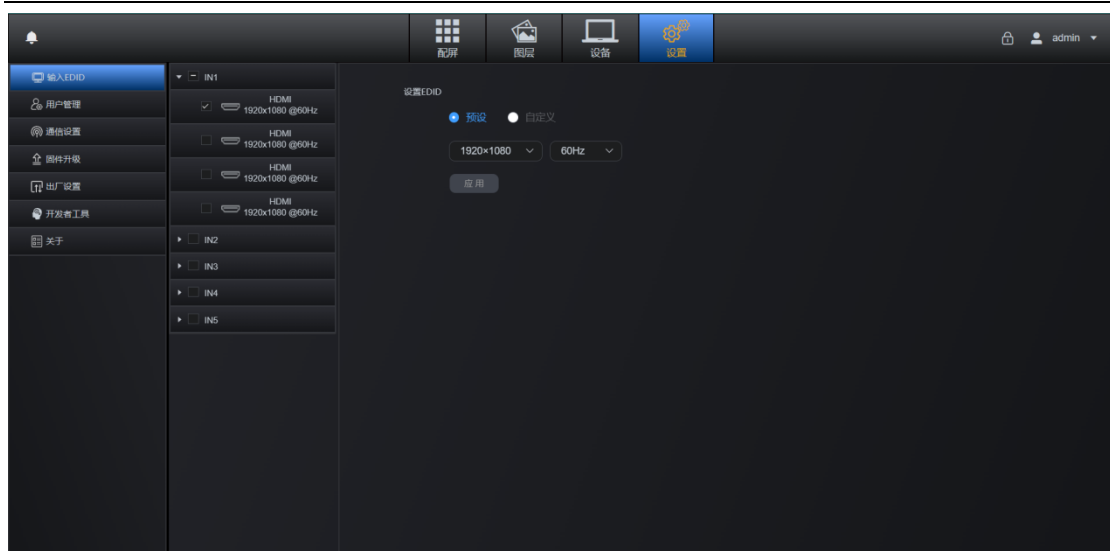 配屏
图层
设备
设置
admin
输入EDID
用户管理
通信设置
固件升级
出厂设置
开发者工具
关于
IN1
HDMI
1920x1080 @60Hz
HDMI
1920x1080 @60Hz
HDMI
1920x1080 @60Hz
HDMI
1920x1080 @60Hz
IN2
IN3
IN4
IN5
设置EDID
预设
自定义
1920×1080
60Hz
应用